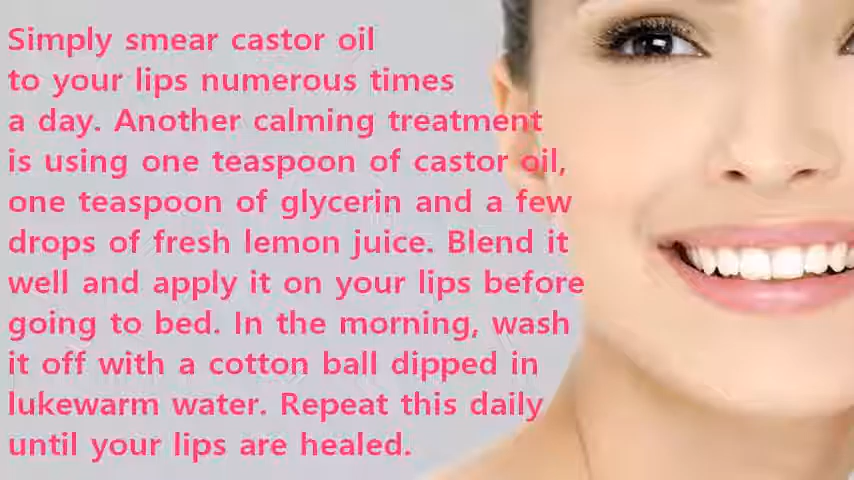 Simply smear castor oil
to your lips numerous times
a day. Another calming treatment
is using one teaspoon of castor oil,
one teaspoon of glycerin and a few
drops of fresh lemon juice. Blend it
well and apply it on your lips before
going to bed. In the morning, wash
it off with a cotton ball dipped in
lukewarm water. Repeat this daily
until your lips are healed.